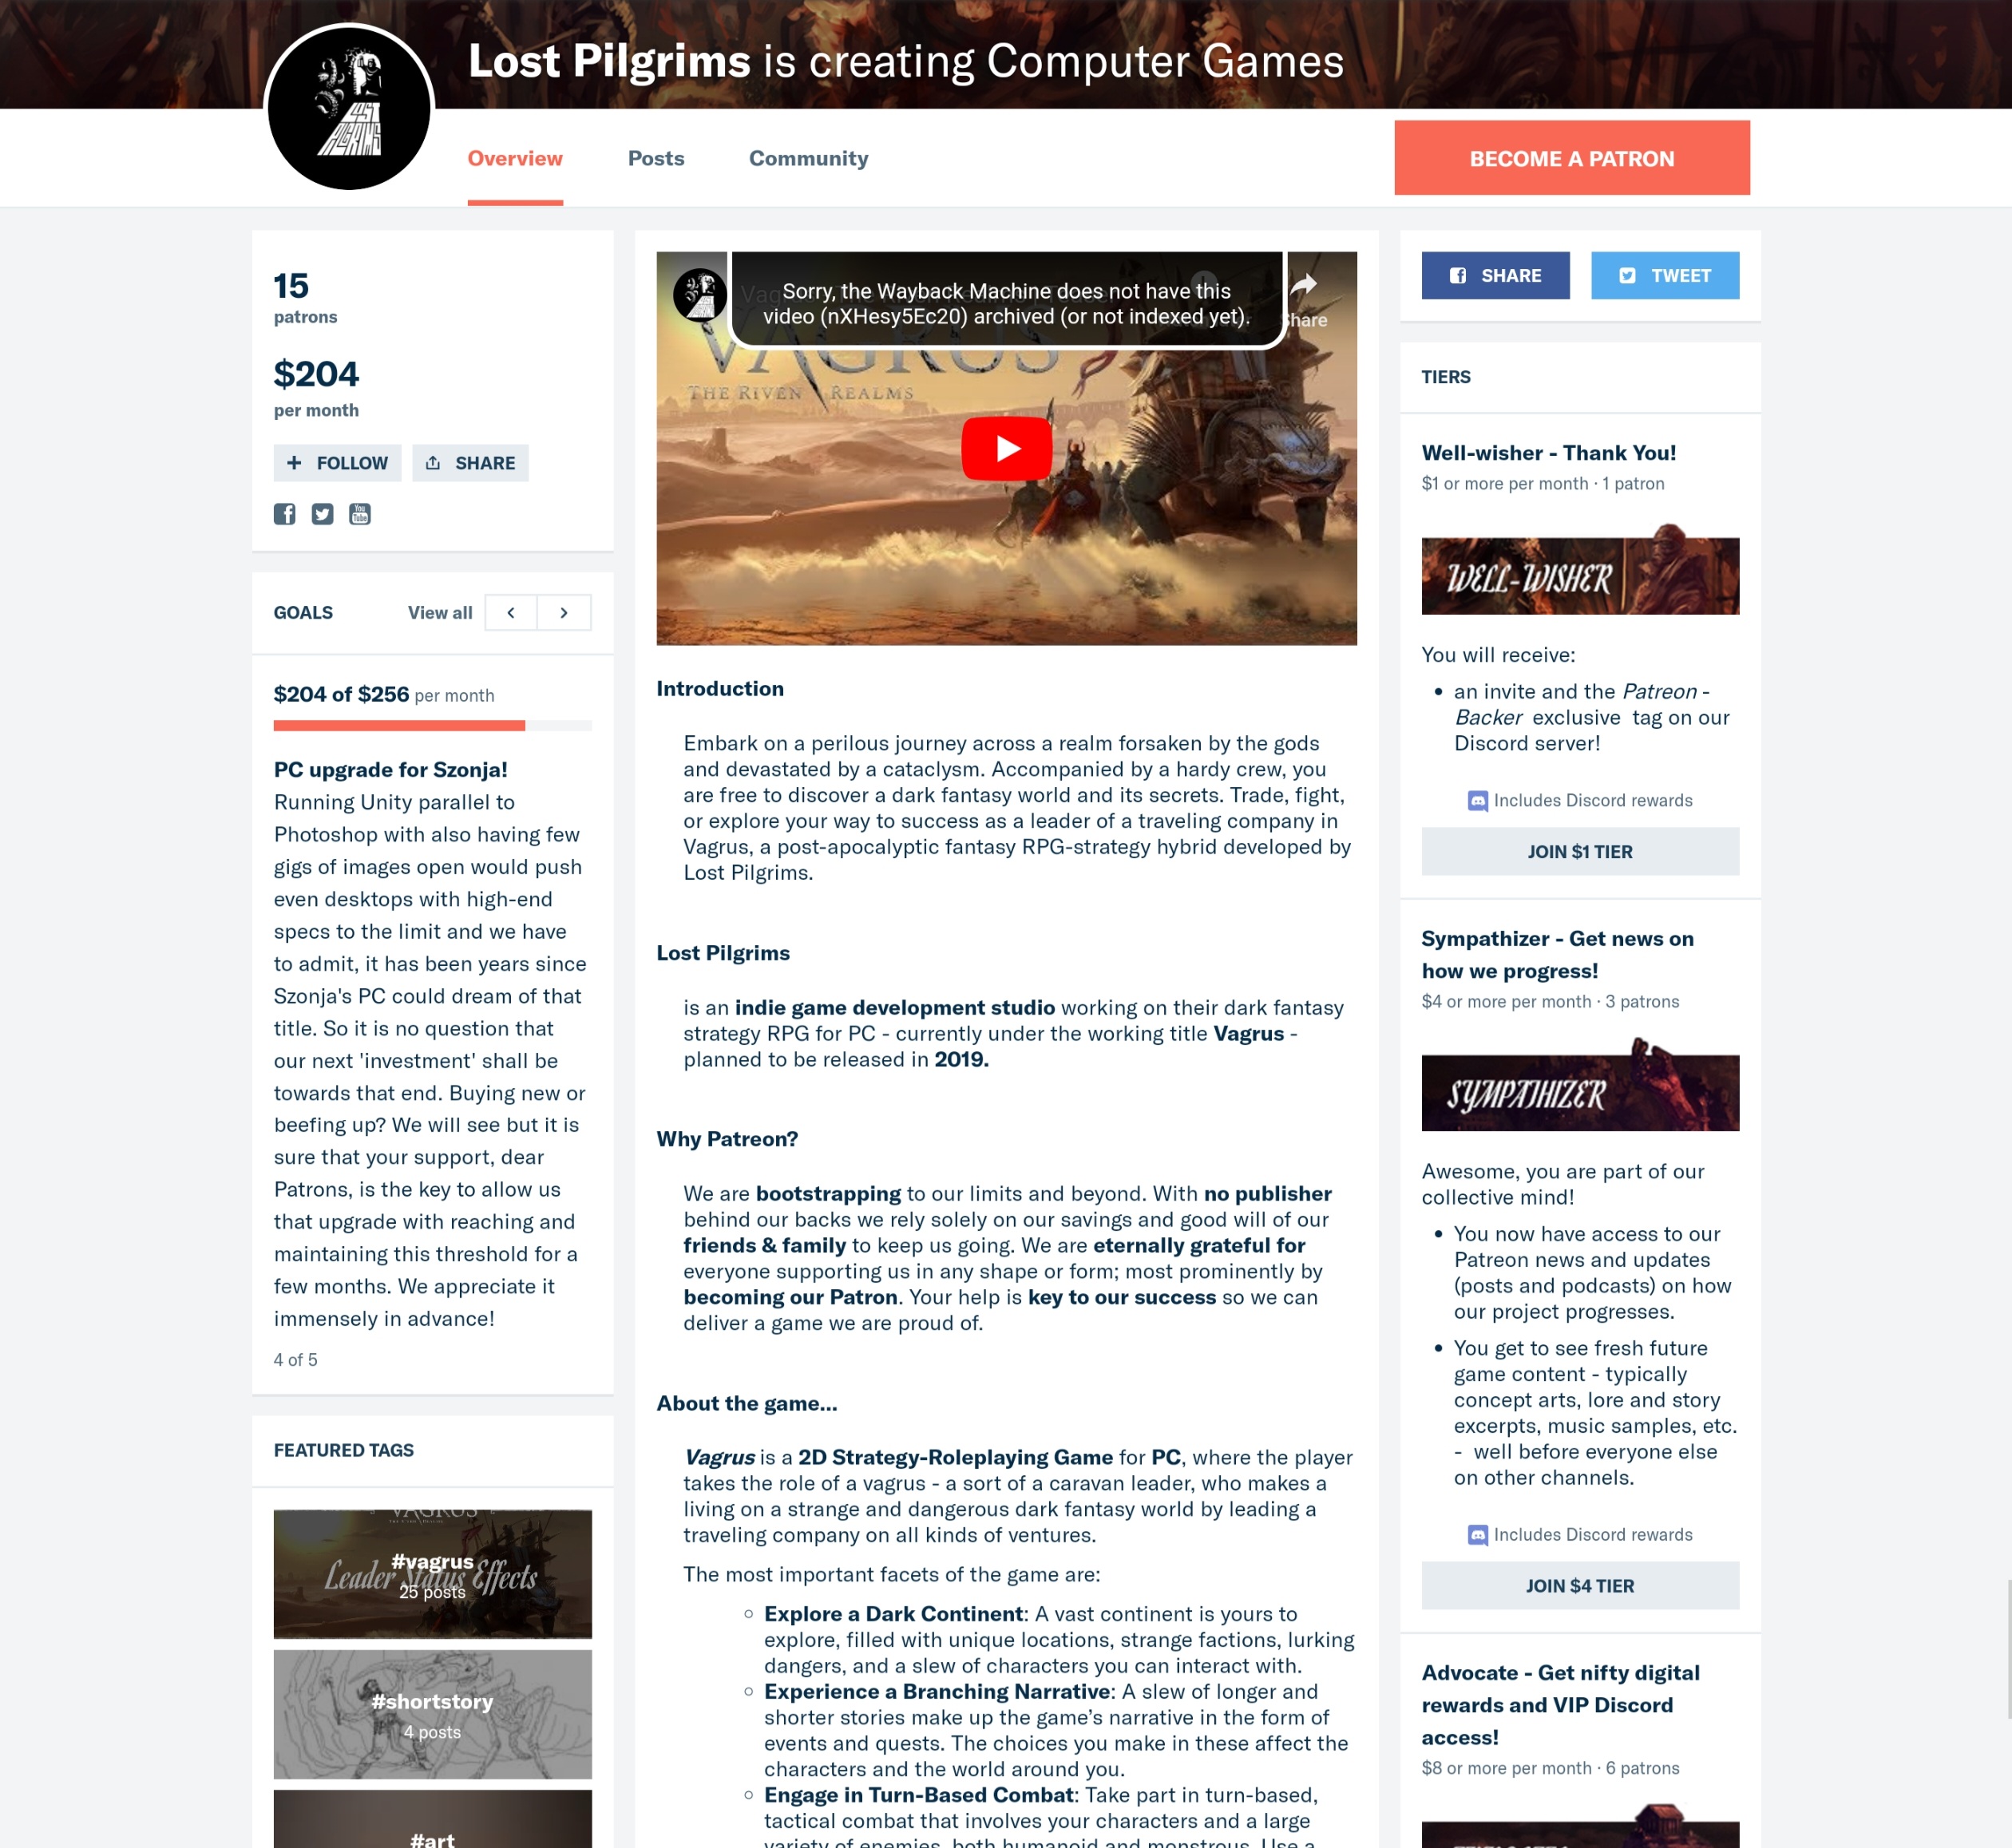 Lost Pilgrims is creating Computer Games
LOST
PILGRIMS
Overview
Posts
Community
BECOME A PATRON
15
patrons
$204
per month
+ FOLLOW
SHARE
You
Tube
GOALS
View all
$204 of $256 per month
PC upgrade for Szonja!
Running Unity parallel to
Photoshop with also having few
gigs of images open would push
even desktops with high-end
specs to the limit and we have
to admit, it has been years since
Szonja's PC could dream of that
title. So it is no question that
our next 'investment' shall be
towards that end. Buying new or
beefing up? We will see but it is
sure that your support, dear
Patrons, is the key to allow us
that upgrade with reaching and
maintaining this threshold for a
few months. We appreciate it
immensely in advance!
4 of 5
FEATURED TAGS
VAGRUS
Leader Status Effects
#vagrus
25 posts
#shortstory
4 posts
#art
Sorry, the Wayback Machine does not have this
video (nXHesy5Ec20) archived (or not indexed yet).
Share
VAGRUS
THE RIVEN REALMS
Introduction
Embark on a perilous journey across a realm forsaken by the gods
and devastated by a cataclysm. Accompanied by a hardy crew, you
are free to discover a dark fantasy world and its secrets. Trade, fight,
or explore your way to success as a leader of a traveling company in
Vagrus, a post-apocalyptic fantasy RPG-strategy hybrid developed by
Lost Pilgrims.
Lost Pilgrims
is an indie game development studio working on their dark fantasy
strategy RPG for PC - currently under the working title Vagrus -
planned to be released in 2019.
Why Patreon?
We are bootstrapping to our limits and beyond. With no publisher
behind our backs we rely solely on our savings and good will of our
friends & family to keep us going. We are eternally grateful for
everyone supporting us in any shape or form; most prominently by
becoming our Patron. Your help is key to our success so we can
deliver a game we are proud of.
About the game...
Vagrus is a 2D Strategy-Roleplaying Game for PC, where the player
takes the role of a vagrus - a sort of a caravan leader, who makes a
living on a strange and dangerous dark fantasy world by leading a
traveling company on all kinds of ventures.
The most important facets of the game are:
Explore a Dark Continent: A vast continent is yours to
explore, filled with unique locations, strange factions, lurking
dangers, and a slew of characters you can interact with.
Experience a Branching Narrative: A slew of longer and
shorter stories make up the game's narrative in the form of
events and quests. The choices you make in these affect the
characters and the world around you.
Engage in Turn-Based Combat: Take part in turn-based,
tactical combat that involves your characters and a large
variety of enemies, both humanoid and monstrous. Use a
SHARE
TWEET
TIERS
Well-wisher - Thank You!
$1 or more per month · 1 patron
WELL-WISHER
You will receive:
an invite and the Patreon -
Backer exclusive tag on our
Discord server!
Includes Discord rewards
JOIN $1 TIER
Sympathizer - Get news on
how we progress!
$4 or more per month · 3 patrons
SYMPATHIZER
Awesome, you are part of our
collective mind!
You now have access to our
Patreon news and updates
(posts and podcasts) on how
our project progresses.
You get to see fresh future
game content - typically
concept arts, lore and story
excerpts, music samples, etc.
- well before everyone else
on other channels.
Includes Discord rewards
JOIN $4 TIER
Advocate - Get nifty digital
rewards and VIP Discord
access!
$8 or more per month · 6 patrons